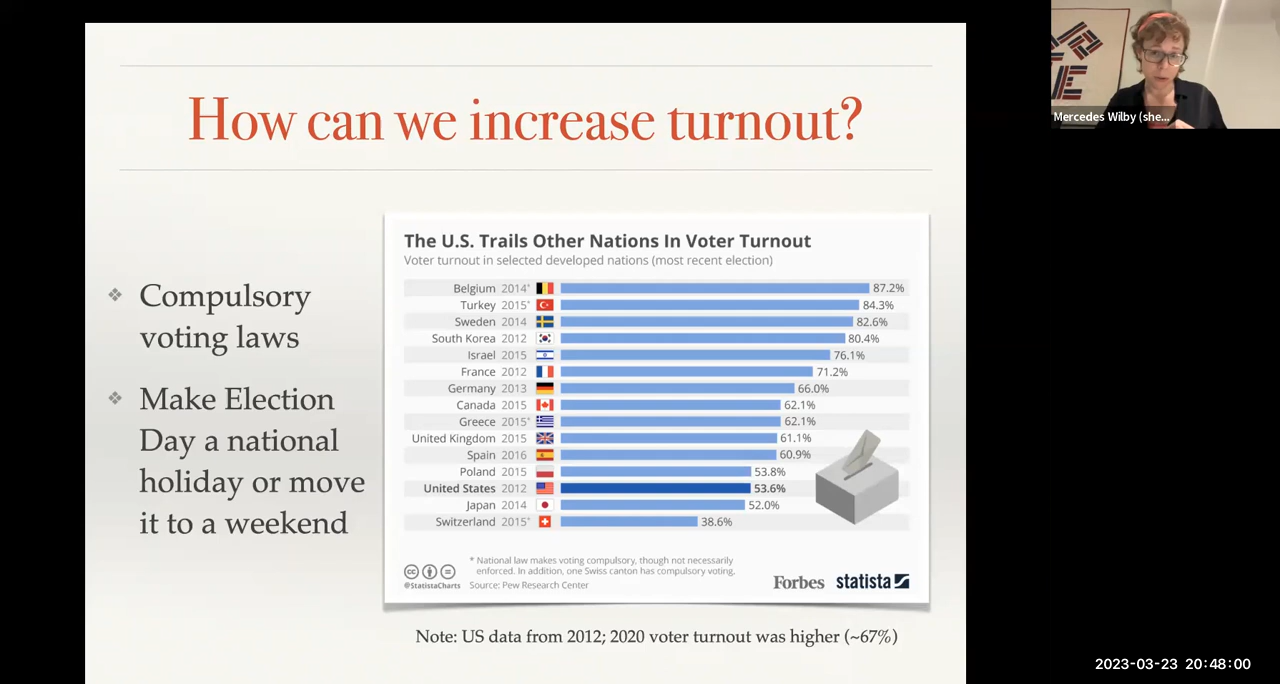 How can we increase turnout?
❖ Compulsory
voting laws
❖ Make Election
Day a national
holiday or move
it to a weekend
The U.S. Trails Other Nations In Voter Turnout
Voter turnout in selected developed nations (most recent election)
Belgium 2014* 87.2%
Turkey 2015* 84.3%
Sweden 2014 82.6%
South Korea 2012 80.4%
Israel 2015 76.1%
France 2012 71.2%
Germany 2013 66.0%
Canada 2015 62.1%
Greece 2015* 62.1%
United Kingdom 2015 61.1%
Spain 2016 60.9%
Poland 2015 53.8%
United States 2012 53.6%
Japan 2014 52.0%
Switzerland 2015* 38.6%
* National law makes voting compulsory, though not necessarily
enforced. In addition, one Swiss canton has compulsory voting.
@StatistaCharts Source: Pew Research Center
Forbes statista
Note: US data from 2012; 2020 voter turnout was higher (~67%)
Mercedes Wilby (she...
2023-03-23 20:48:00